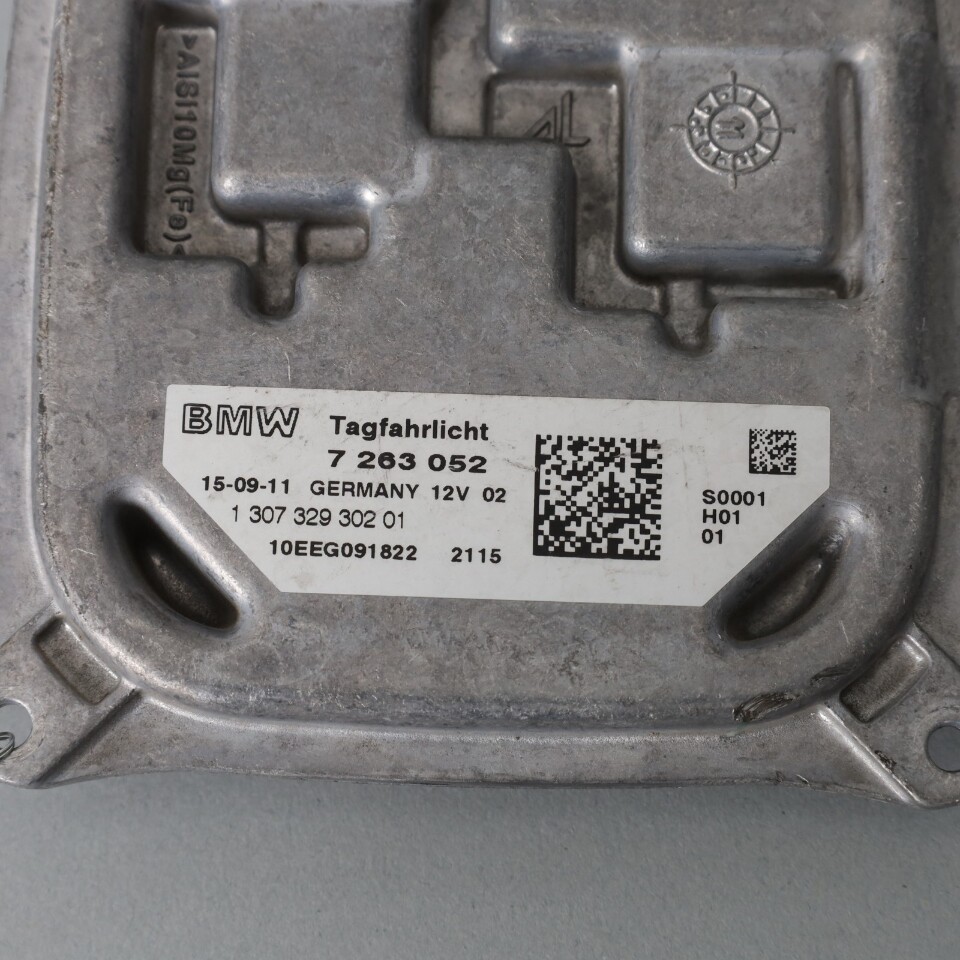 >AlSi10Mg(Fe)<
11
BMW Tagfahrlicht
7 263 052
15-09-11 GERMANY 12V 02
1 307 329 302 01
10EEG091822 2115
S0001
H01
01